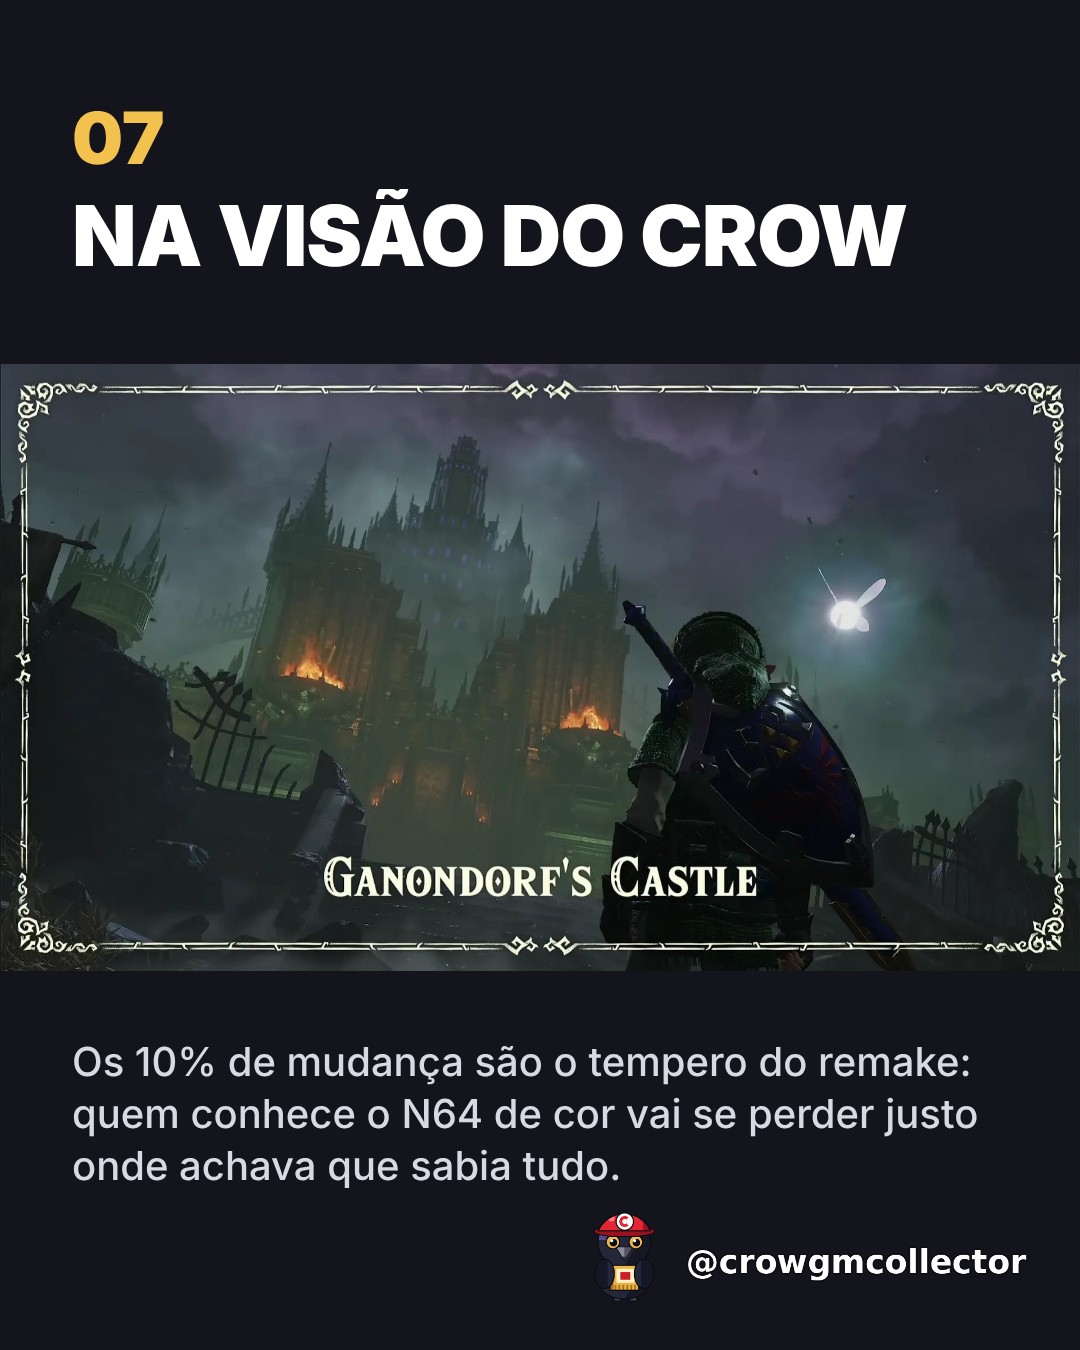 07
NA VISÃO DO CROW
GANONDORF'S CASTLE
Os 10% de mudança são o tempero do remake:
quem conhece o N64 de cor vai se perder justo
onde achava que sabia tudo.
C
@crowgmcollector